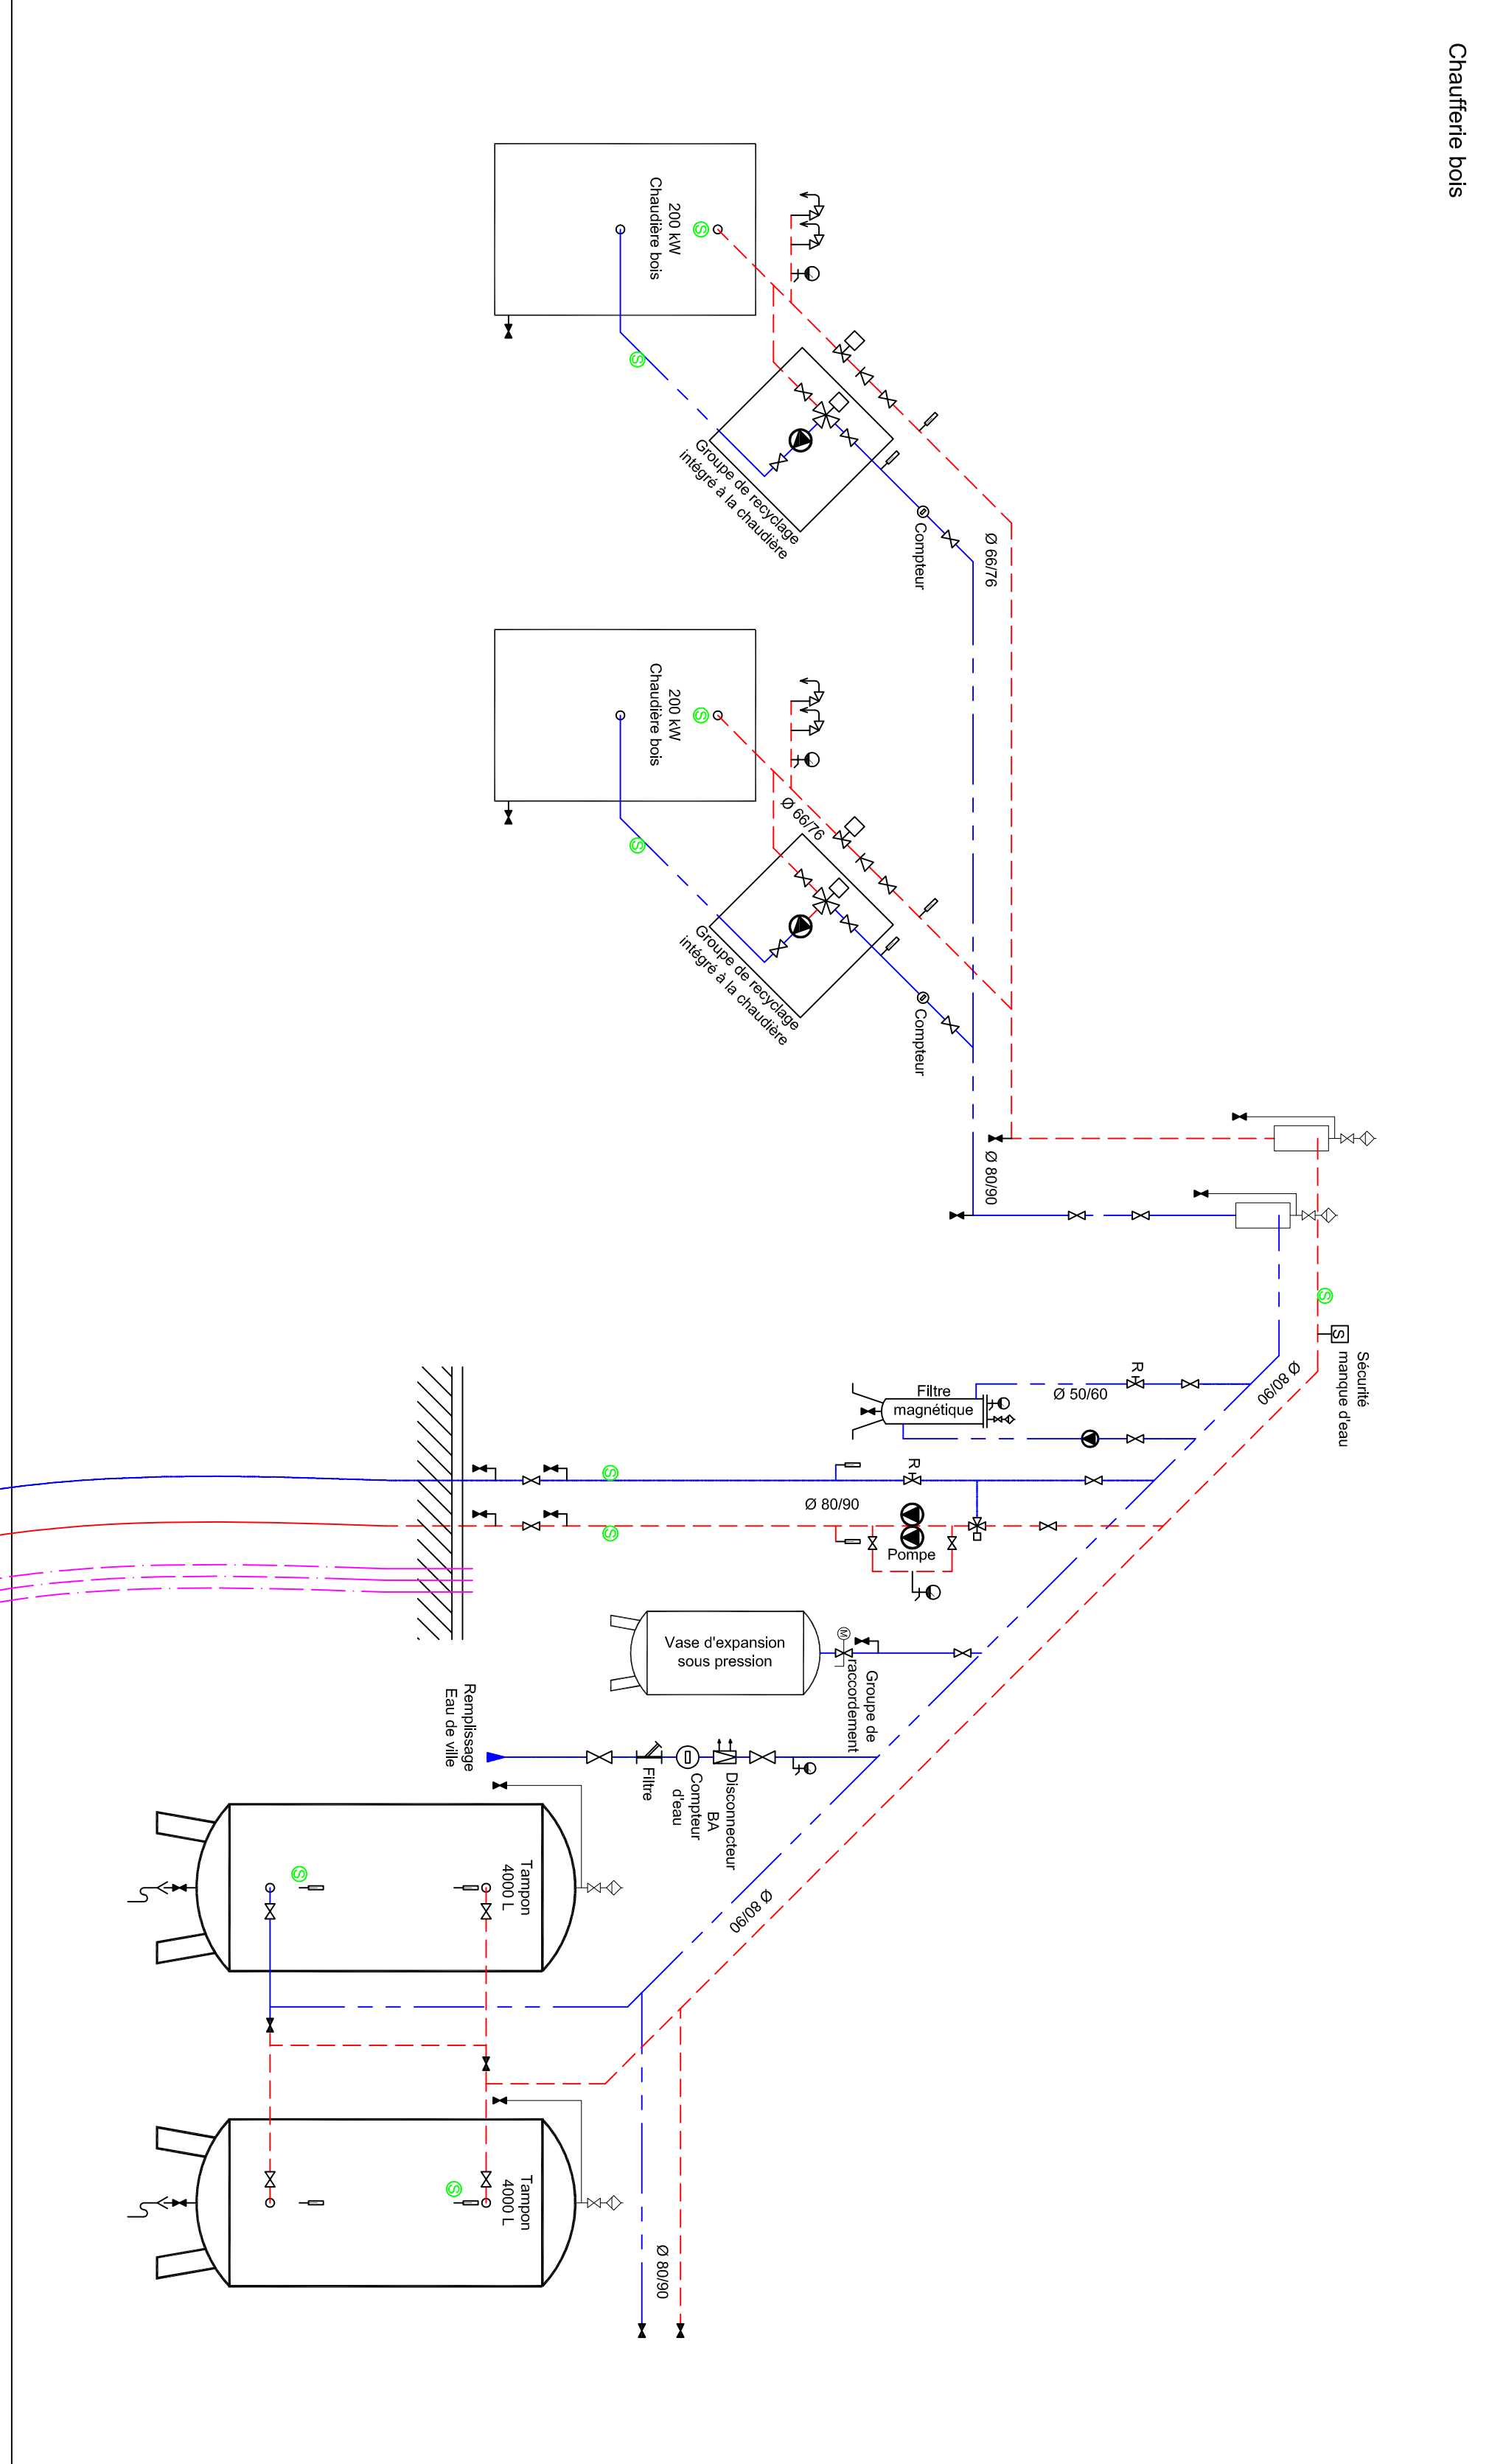 Chaufferie bois
200 kW
Chaudière bois
S
S
Groupe de recyclage
intégré à la chaudière
Compteur
Ø 66/76
200 kW
Chaudière bois
S
S
Ø 66/76
Groupe de recyclage
intégré à la chaudière
Compteur
Ø 80/90
S
S
Sécurité
manque d'eau
Ø 80/90
R
Ø 50/60
Filtre
magnétique
R
S
Ø 80/90
S
Pompe
Vase d'expansion
sous pression
M
Groupe de
raccordement
Remplissage
Eau de ville
Filtre
Compteur
d'eau
Disconnecteur
BA
Tampon
4000 L
S
Ø 80/90
Tampon
4000 L
S
Ø 80/90